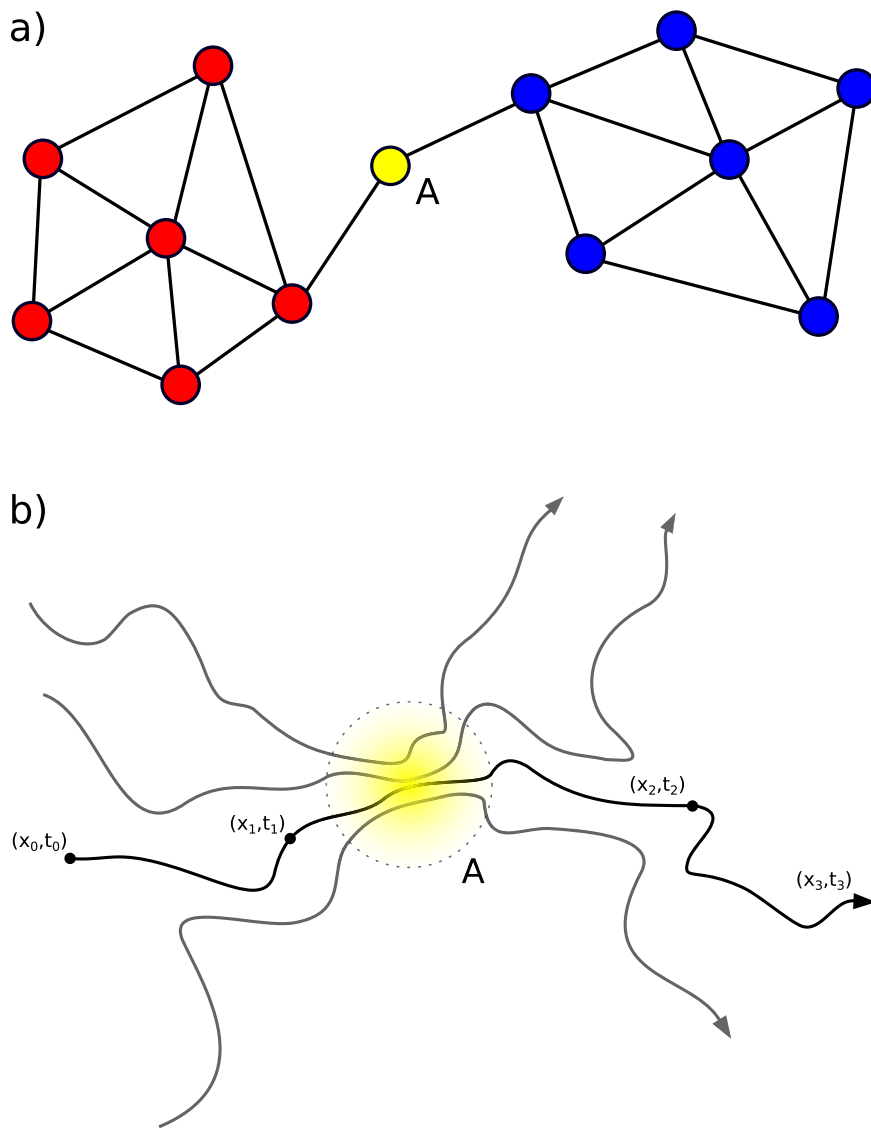 a)
A
b)
(x₂,t₂)
(x₁,t₁)
(x₀,t₀)
A
(x₃,t₃)